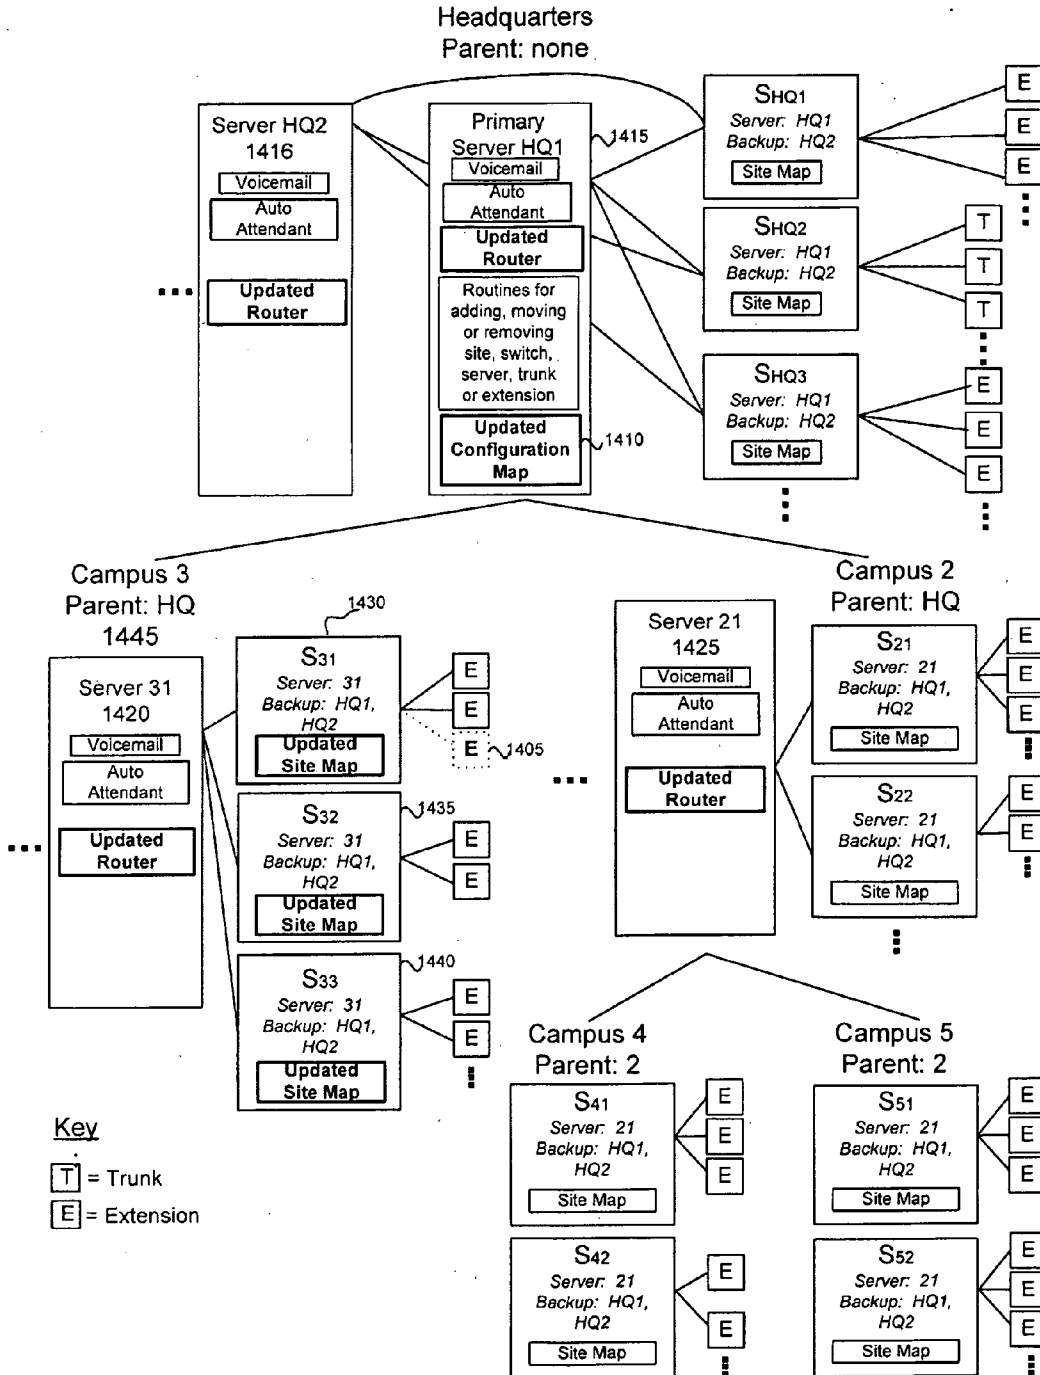 Headquarters
Parent: none
Server HQ2
1416
Voicemail
Auto
Attendant
Updated
Router
Primary
Server HQ1
1415
Voicemail
Auto
Attendant
Updated
Router
Routines for
adding, moving
or removing
site, switch,
server, trunk
or extension
Updated
Configuration
Map
1410
SHQ1
Server: HQ1
Backup: HQ2
Site Map
E
E
E
SHQ2
Server: HQ1
Backup: HQ2
Site Map
T
T
T
SHQ3
Server: HQ1
Backup: HQ2
Site Map
E
E
E
Campus 3
Parent: HQ
1445
Server 31
1420
Voicemail
Auto
Attendant
Updated
Router
1430
S31
Server: 31
Backup: HQ1,
HQ2
Updated
Site Map
E
E
E
1405
1435
S32
Server: 31
Backup: HQ1,
HQ2
Updated
Site Map
E
E
1440
S33
Server: 31
Backup: HQ1,
HQ2
Updated
Site Map
E
E
Campus 2
Parent: HQ
Server 21
1425
Voicemail
Auto
Attendant
Updated
Router
S21
Server: 21
Backup: HQ1,
HQ2
Site Map
E
E
E
S22
Server: 21
Backup: HQ1,
HQ2
Site Map
E
E
Campus 4
Parent: 2
S41
Server: 21
Backup: HQ1,
HQ2
Site Map
E
E
E
S42
Server: 21
Backup: HQ1,
HQ2
Site Map
E
E
Campus 5
Parent: 2
S51
Server: 21
Backup: HQ1,
HQ2
Site Map
E
E
E
S52
Server: 21
Backup: HQ1,
HQ2
Site Map
E
E
E
Key
T = Trunk
E = Extension